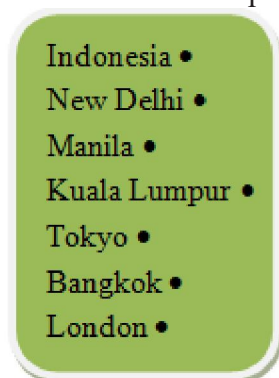 Indonesia •
New Delhi •
Manila •
Kuala Lumpur •
Tokyo •
Bangkok •
London •